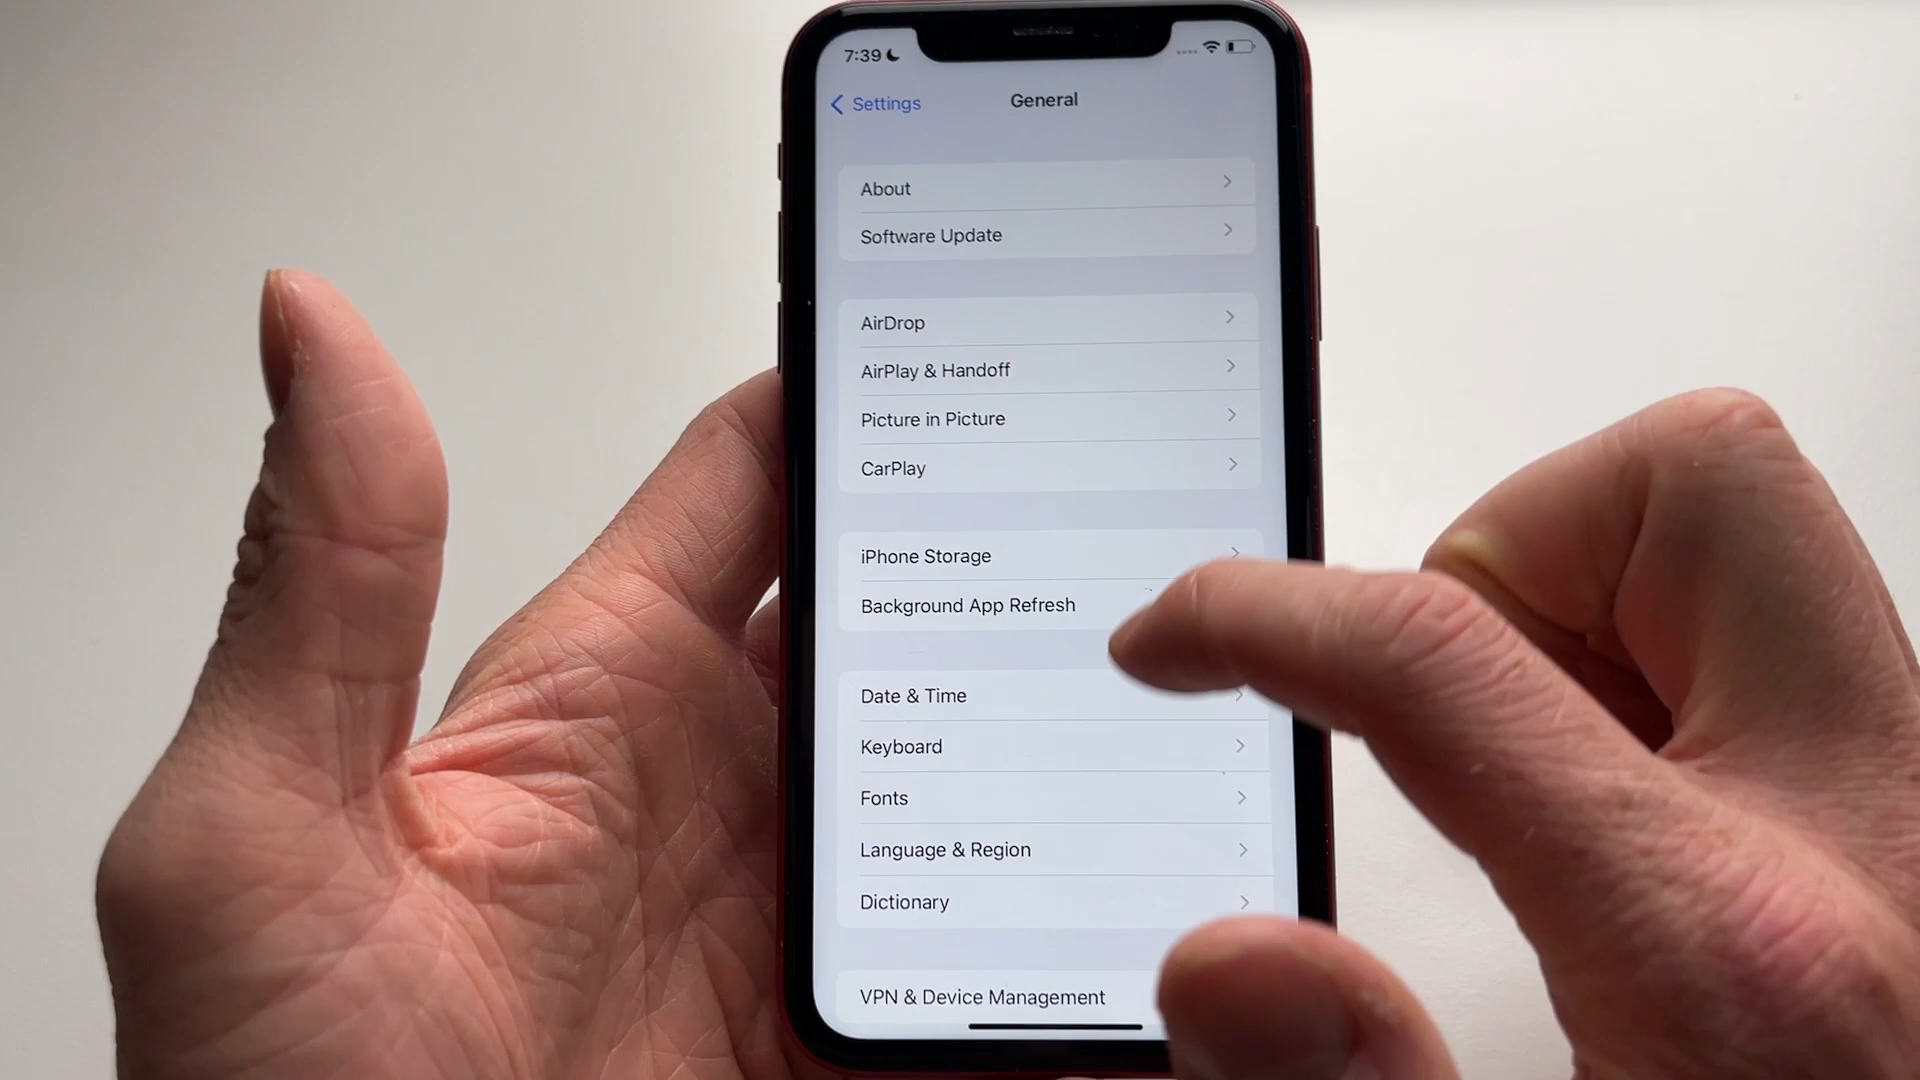 7:39
Settings
General
About
Software Update
AirDrop
AirPlay & Handoff
Picture in Picture
CarPlay
iPhone Storage
Background App Refresh
Date & Time
Keyboard
Fonts
Language & Region
Dictionary
VPN & Device Management